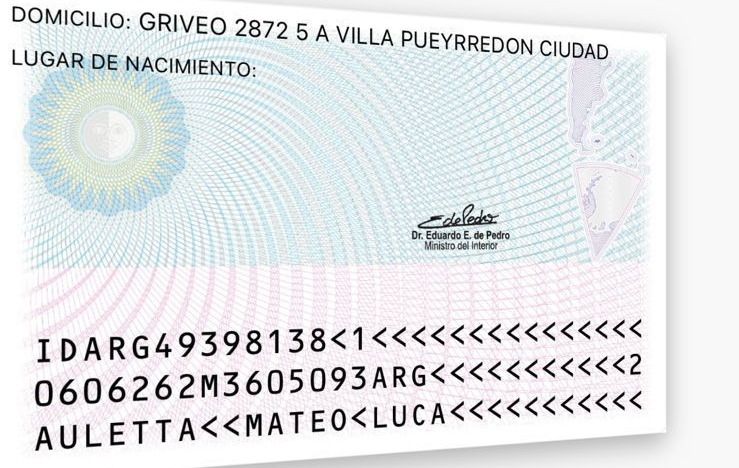 DOMICILIO: GRIVEO 2872 5 A VILLA PUEYRREDON CIUDAD
LUGAR DE NACIMIENTO:
Dr. Eduardo E. de Pedro
Ministro del Interior
IDARG49398138<1<<<<<<<<<<<<<<<
0606262M3605093ARG<<<<<<<<<<<2
AULETTA<<MATEO<LUCA<<<<<<<<<<<